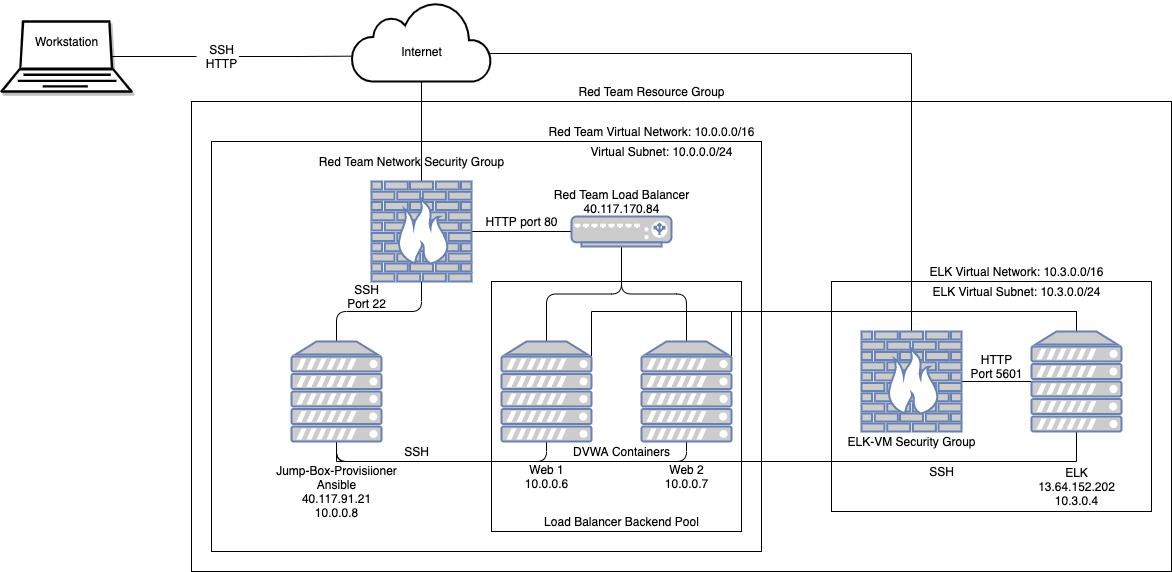 Workstation
SSH
HTTP
Internet
Red Team Resource Group
Red Team Virtual Network: 10.0.0.0/16
Virtual Subnet: 10.0.0.0/24
Red Team Network Security Group
Red Team Load Balancer
40.117.170.84
HTTP port 80
SSH
Port 22
ELK Virtual Network: 10.3.0.0/16
ELK Virtual Subnet: 10.3.0.0/24
HTTP
Port 5601
ELK-VM Security Group
SSH
DVWA Containers
SSH
Jump-Box-Provisiioner
Ansible
40.117.91.21
10.0.0.8
Web 1
10.0.0.6
Web 2
10.0.0.7
ELK
13.64.152.202
10.3.0.4
Load Balancer Backend Pool